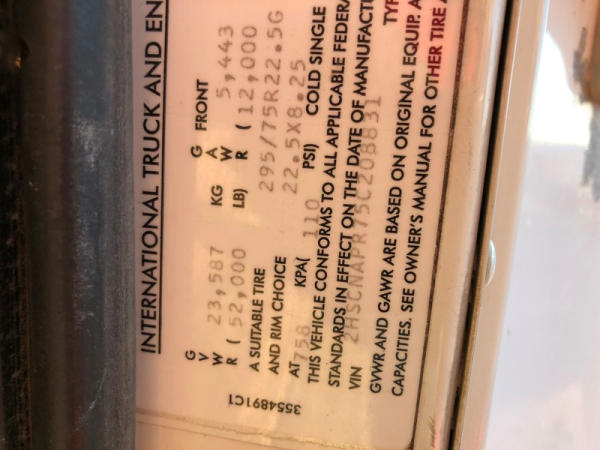 INTERNATIONAL TRUCK AND EN
G V W R 23,587 KG G A W R FRONT 5,443
( 52,000 LB) ( 12,000
A SUITABLE TIRE 295/75R22.5G
AND RIM CHOICE 22.5X8.25
AT 758 KPA( 110 PSI) COLD SINGLE
THIS VEHICLE CONFORMS TO ALL APPLICABLE FEDERA
STANDARDS IN EFFECT ON THE DATE OF MANUFACT
VIN 2HSCNAPR75C208831 TYP
GVWR AND GAWR ARE BASED ON ORIGINAL EQUIP. A
CAPACITIES. SEE OWNER'S MANUAL FOR OTHER TIRE
3554891C1